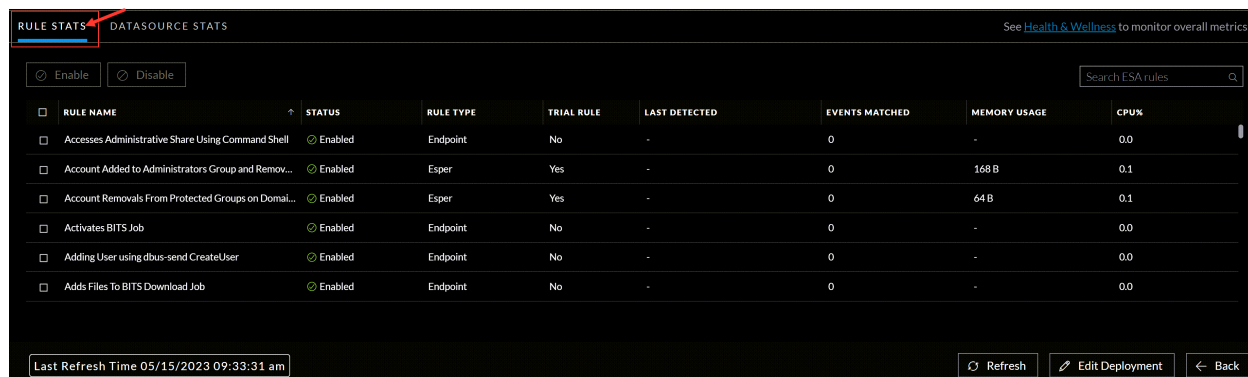 RULE STATS DATASOURCE STATS See Health & Wellness to monitor overall metrics
Enable Disable Search ESA rules
RULE NAME STATUS RULE TYPE TRIAL RULE LAST DETECTED EVENTS MATCHED MEMORY USAGE CPU%
Accesses Administrative Share Using Command Shell Enabled Endpoint No - 0 - 0.0
Account Added to Administrators Group and Remov... Enabled Esper Yes - 0 168 B 0.1
Account Removals From Protected Groups on Domai... Enabled Esper Yes - 0 64 B 0.1
Activates BITS Job Enabled Endpoint No - 0 - 0.0
Adding User using dbus-send CreateUser Enabled Endpoint No - 0 - 0.0
Adds Files To BITS Download Job Enabled Endpoint No - 0 - 0.0
Last Refresh Time 05/15/2023 09:33:31 am Refresh Edit Deployment Back